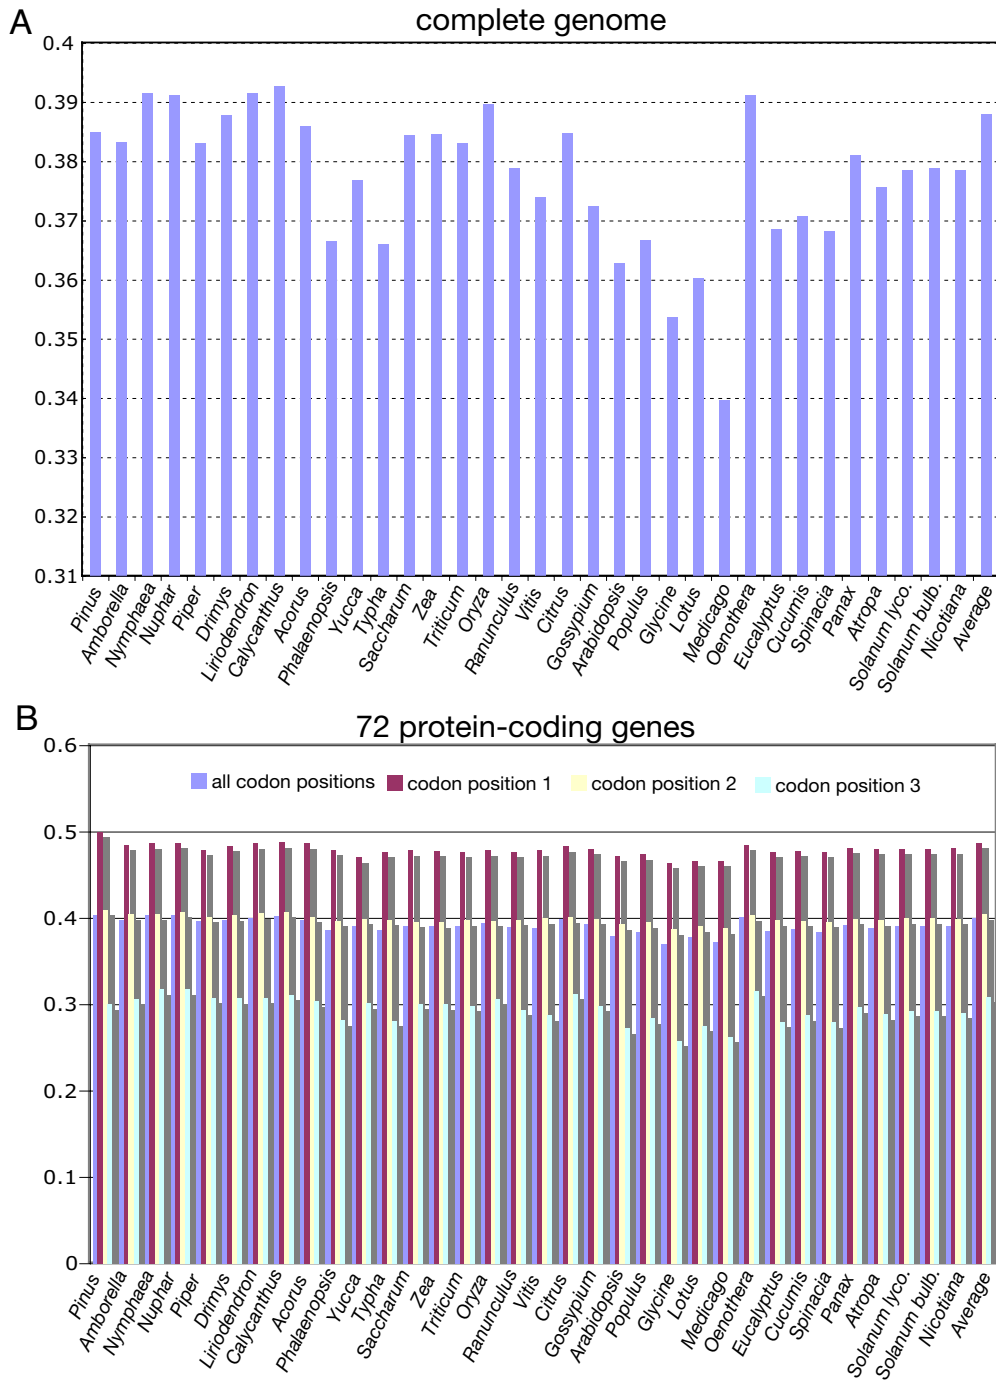 A
complete genome
0.4
0.39
0.38
0.37
0.36
0.35
0.34
0.33
0.32
0.31
Pinus
Amborella
Nymphaea
Nuphar
Piper
Drimys
Liriodendron
Calycanthus
Acorus
Phalaenopsis
Yucca
Typha
Saccharum
Zea
Triticum
Oryza
Ranunculus
Vitis
Citrus
Gossypium
Arabidopsis
Populus
Glycine
Lotus
Medicago
Oenothera
Eucalyptus
Cucumis
Spinacia
Panax
Atropa
Solanum lyco.
Solanum bulb.
Nicotiana
Average
B
72 protein-coding genes
0.6
all codon positions
codon position 1
codon position 2
codon position 3
0.5
0.4
0.3
0.2
0.1
0
Pinus
Amborella
Nymphaea
Nuphar
Piper
Drimys
Liriodendron
Calycanthus
Acorus
Phalaenopsis
Yucca
Typha
Saccharum
Zea
Triticum
Oryza
Ranunculus
Vitis
Citrus
Gossypium
Arabidopsis
Populus
Glycine
Lotus
Medicago
Oenothera
Eucalyptus
Cucumis
Spinacia
Panax
Atropa
Solanum lyco.
Solanum bulb.
Nicotiana
Average